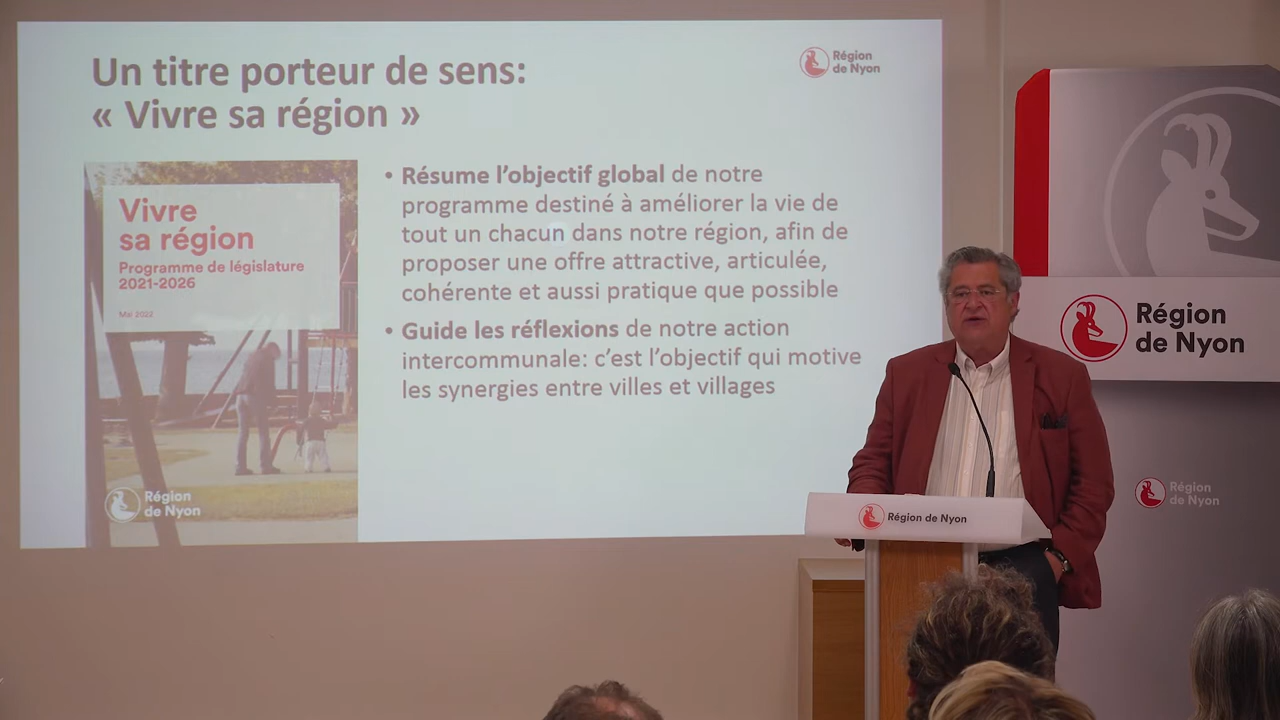 Un titre porteur de sens:
« Vivre sa région »
Région
de Nyon
Vivre
sa région
Programme de législature
2021-2026
Mai 2022
Région
de Nyon
• Résume l’objectif global de notre
programme destiné à améliorer la vie de
tout un chacun dans notre région, afin de
proposer une offre attractive, articulée,
cohérente et aussi pratique que possible
• Guide les réflexions de notre action
intercommunale: c’est l’objectif qui motive
les synergies entre villes et villages
Région
de Nyon
Région
de Nyon
Région de Nyon